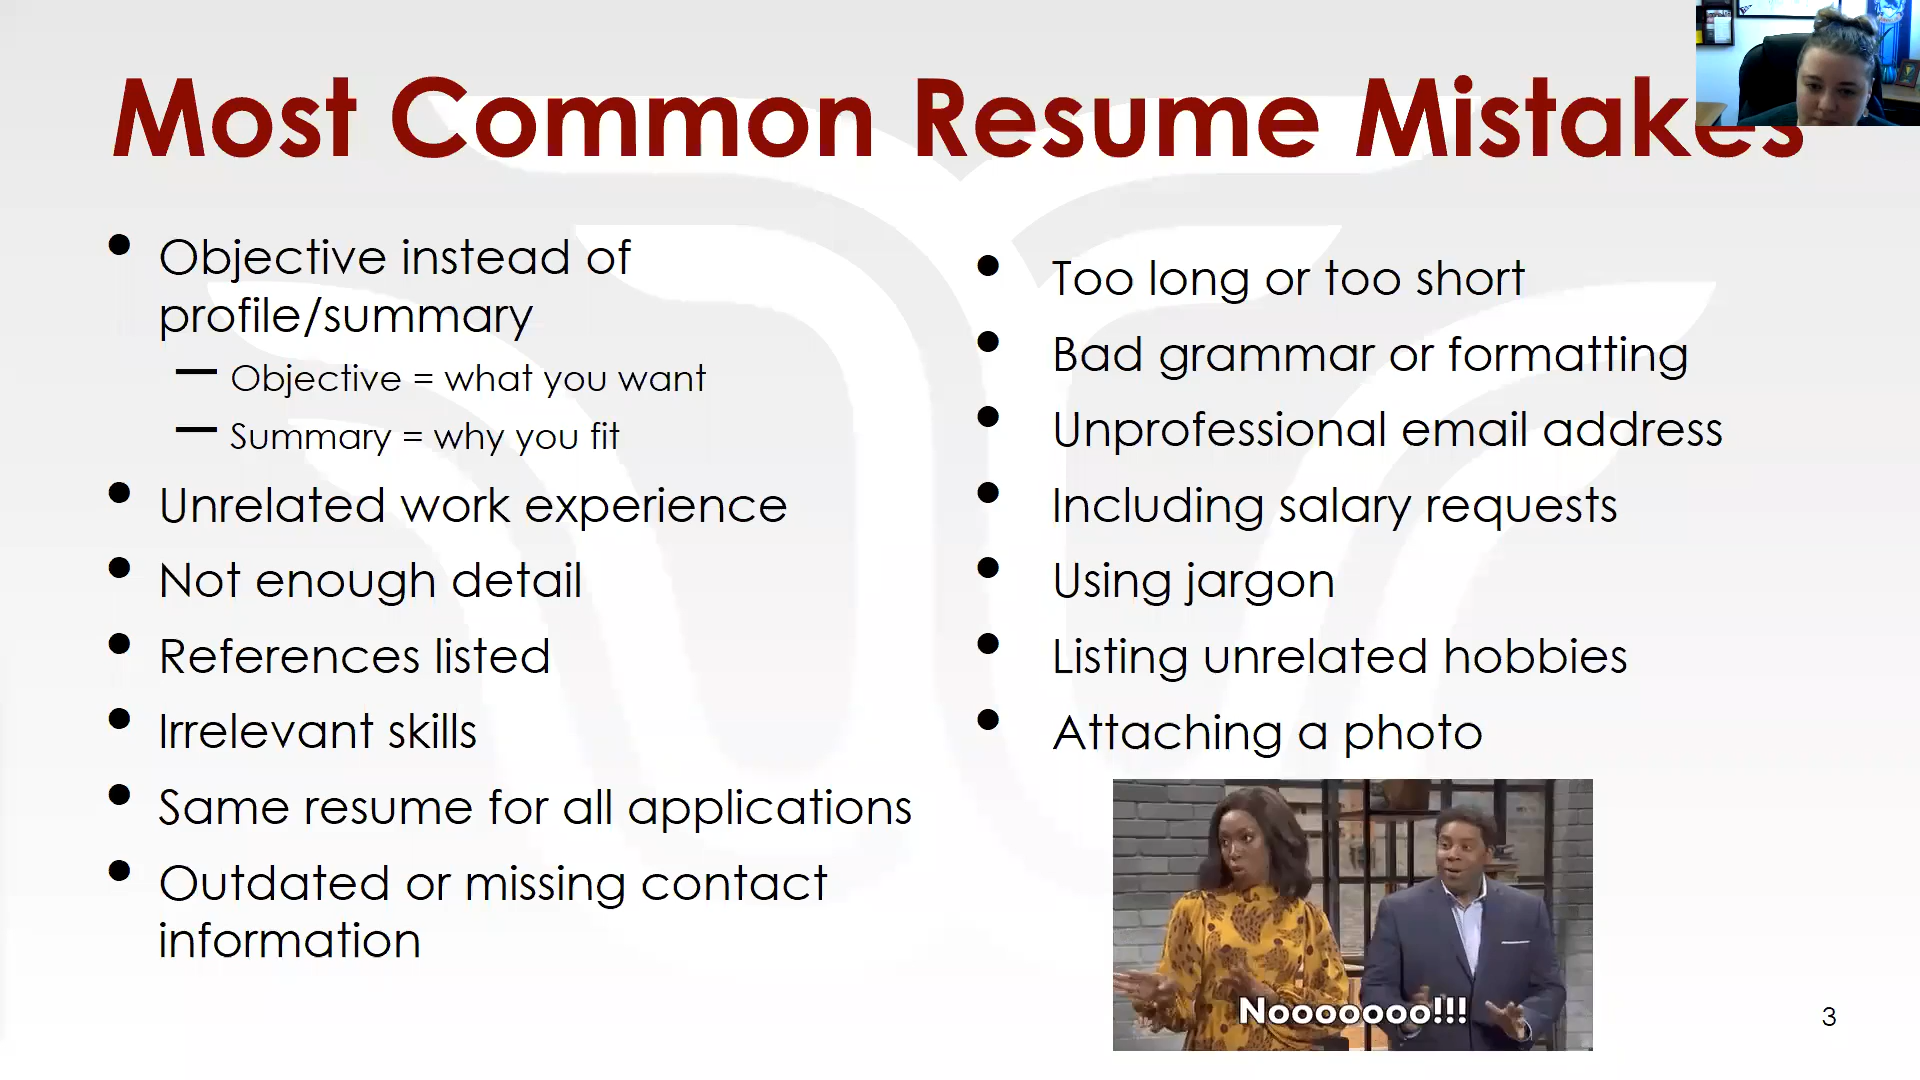 Most Common Resume Mistakes
• Objective instead of
profile/summary
— Objective = what you want
— Summary = why you fit
• Unrelated work experience
• Not enough detail
• References listed
• Irrelevant skills
• Same resume for all applications
• Outdated or missing contact
information
• Too long or too short
• Bad grammar or formatting
• Unprofessional email address
• Including salary requests
• Using jargon
• Listing unrelated hobbies
• Attaching a photo
Nooooooo!!!
3